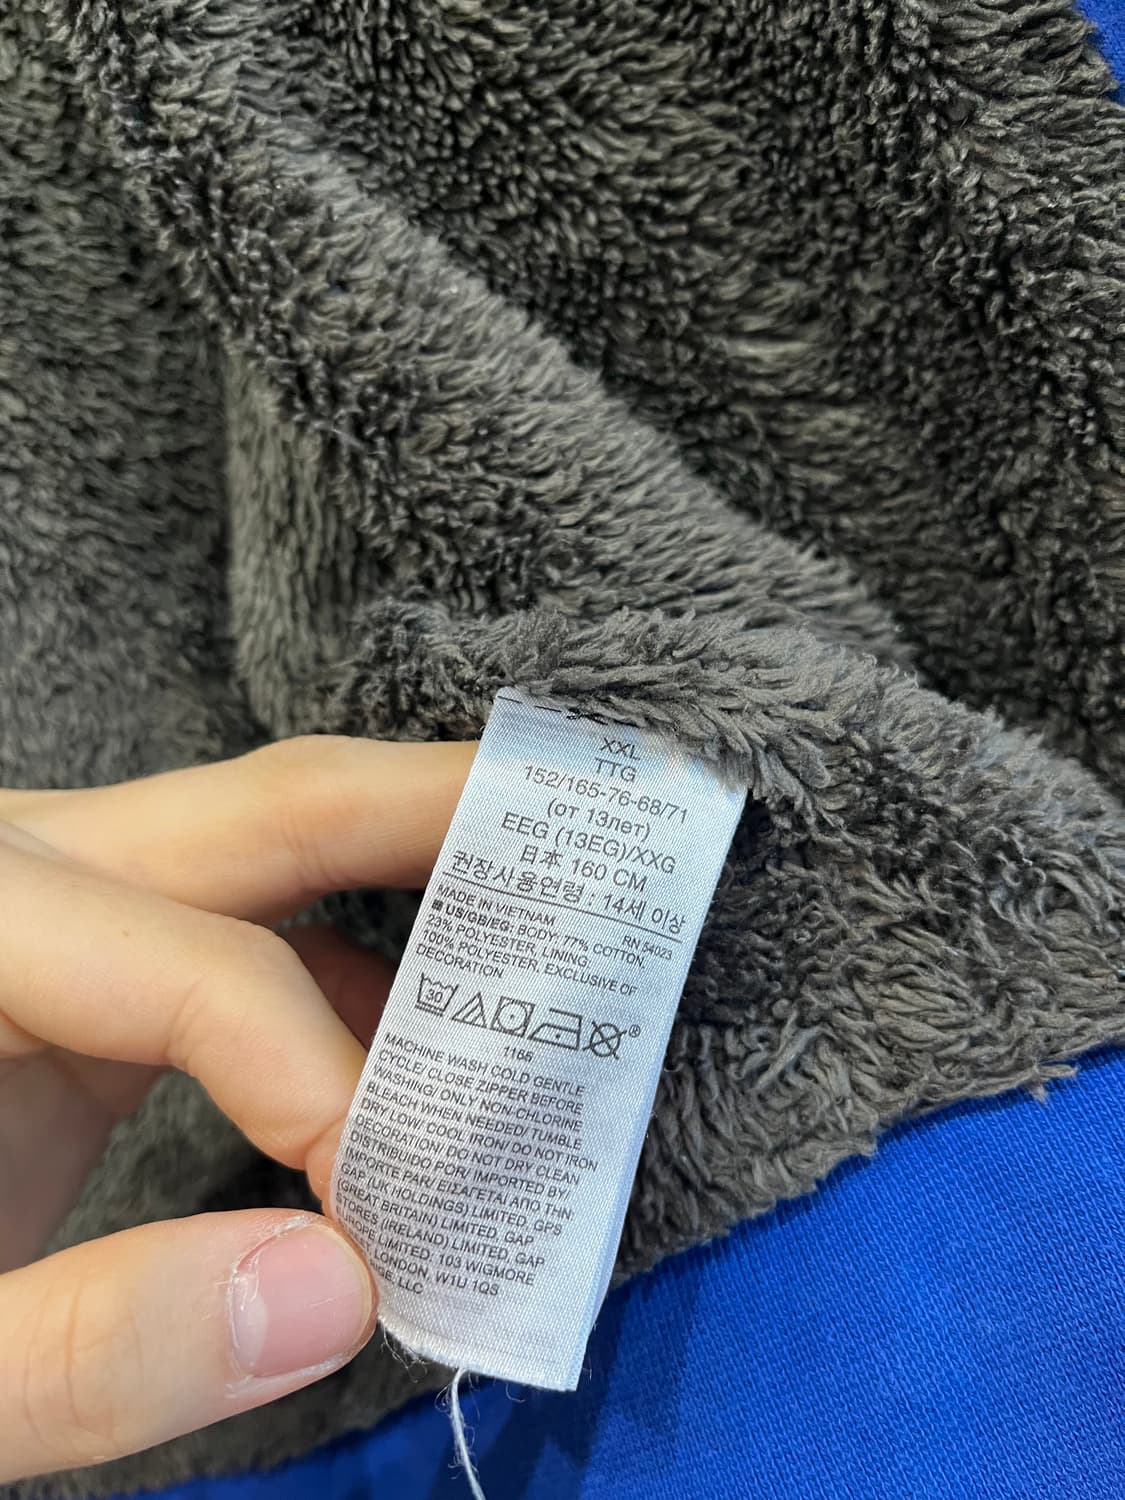 XXL
TTG
152/165-76-68/71
(от 13лет)
EEG (13EG)/XXG
日本 160 CM
권장사용연령 : 14세 이상
MADE IN VIETNAM RN 54023
US/GB/EG: BODY: 77% COTTON,
23% POLYESTER, LINING:
100% POLYESTER, EXCLUSIVE OF
DECORATION
30
®
1165
MACHINE WASH COLD GENTLE
CYCLE/ CLOSE ZIPPER BEFORE
WASHING/ ONLY NON-CHLORINE
BLEACH WHEN NEEDED/ TUMBLE
DRY LOW/ COOL IRON/ DO NOT IRON
DECORATION/ DO NOT DRY CLEAN
DISTRIBUIDO POR/ IMPORTED BY/
IMPORTE PAR/ ΕΙΣΑΓΕΤΑΙ ΑΠΟ ΤΗΝ
GAP (UK HOLDINGS) LIMITED, GPS
(GREAT BRITAIN) LIMITED, GAP
STORES (IRELAND) LIMITED, GAP
EUROPE LIMITED: 103 WIGMORE
LONDON, W1U 1QS
LLC